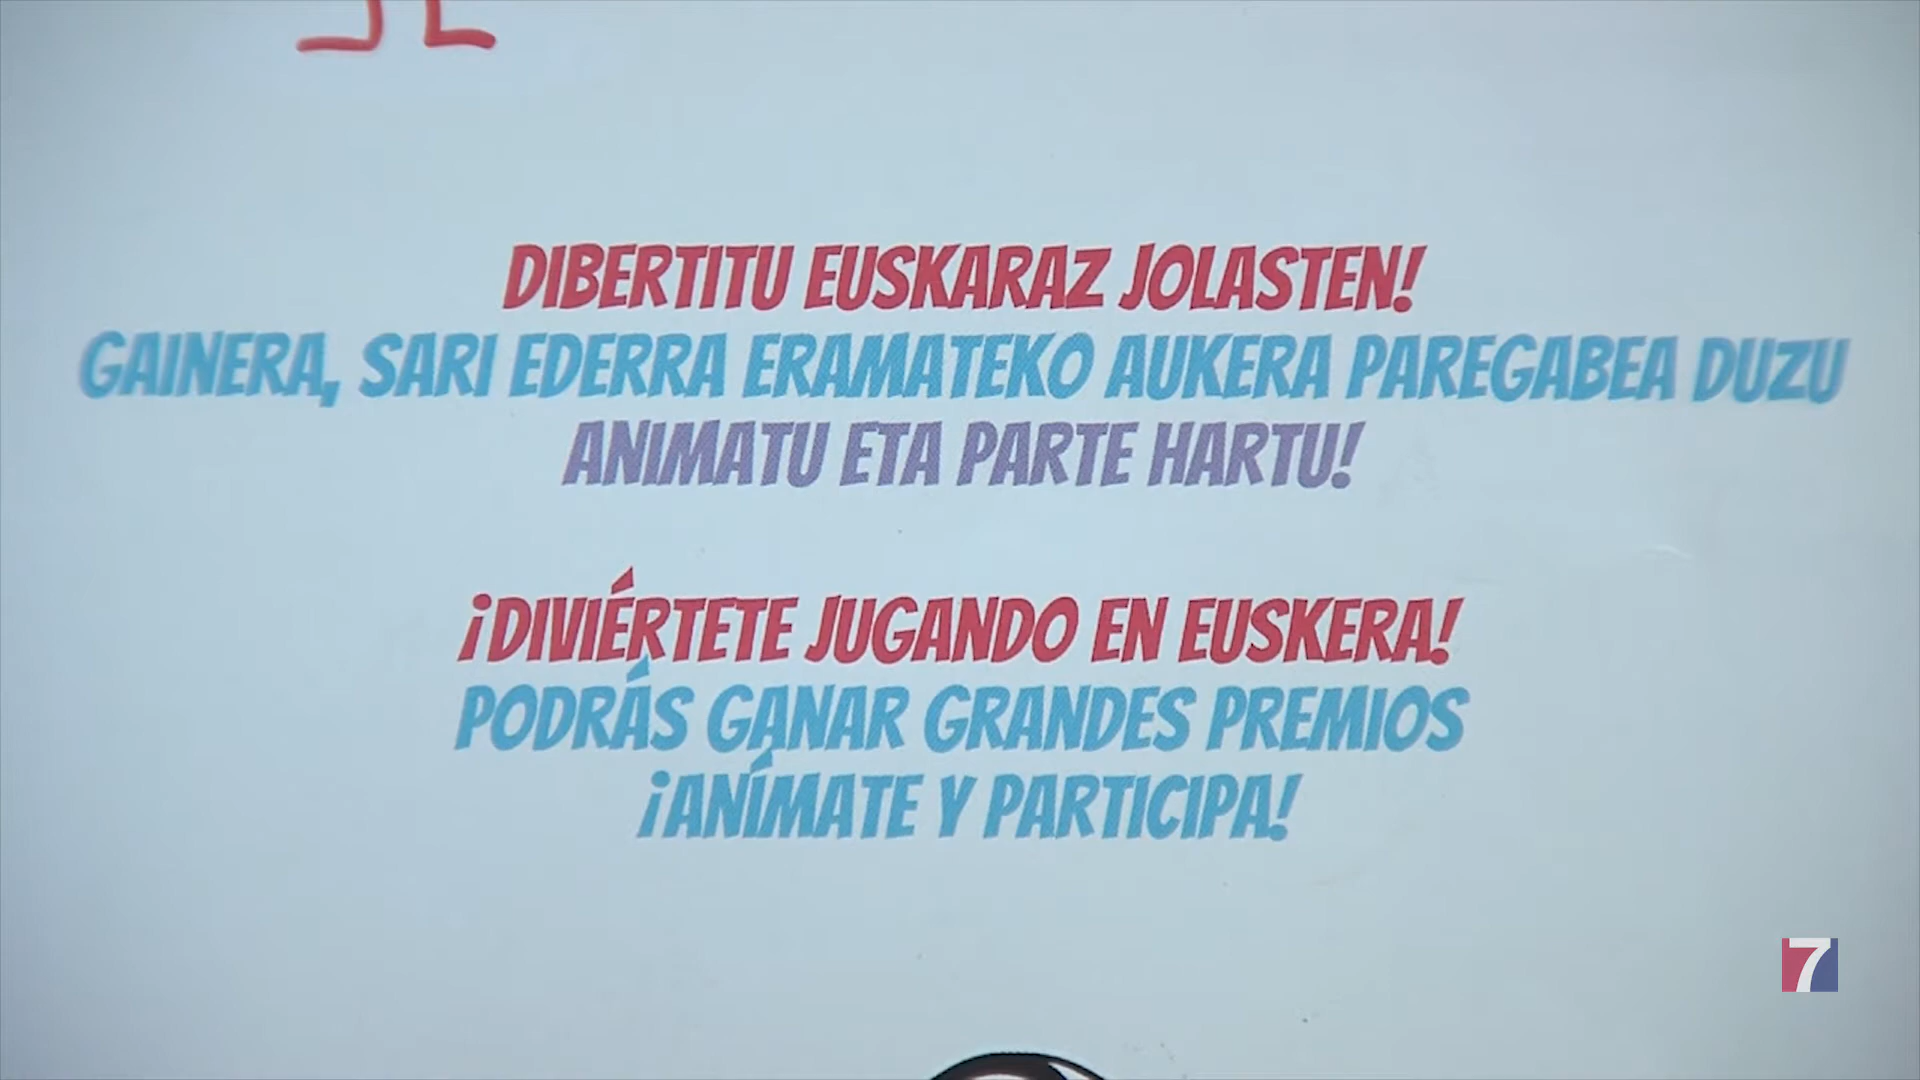 DIBERTITU EUSKARAZ JOLASTEN!
GAINERA, SARI EDERRA ERAMATEKO AUKERA PAREGABEA DUZU
ANIMATU ETA PARTE HARTU!
¡DIVIÉRTETE JUGANDO EN EUSKERA!
PODRÁS GANAR GRANDES PREMIOS
¡ANÍMATE Y PARTICIPA!
7